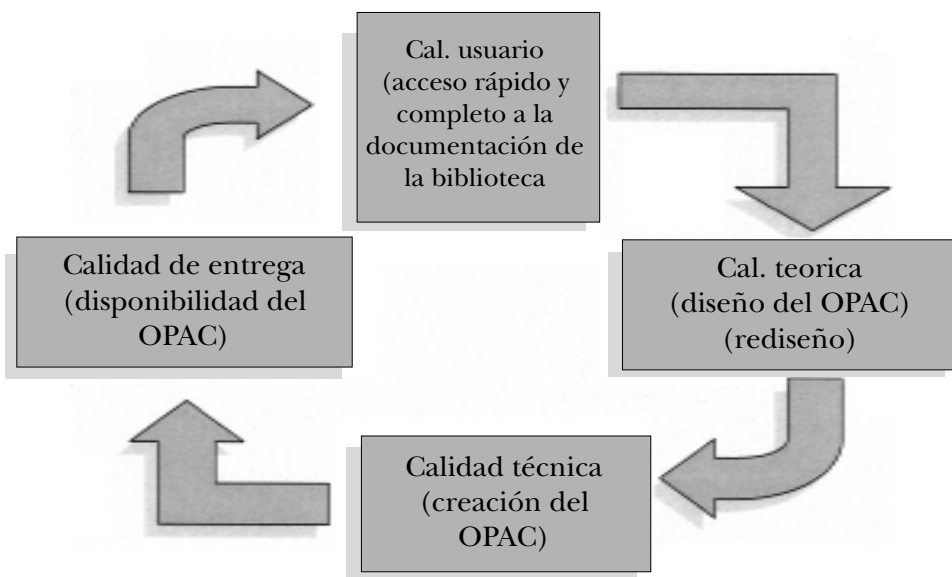 Cal. usuario
(acceso rápido y
completo a la
documentación de
la biblioteca
Calidad de entrega
(disponibilidad del
OPAC)
Cal. teorica
(diseño del OPAC)
(rediseño)
Calidad técnica
(creación del
OPAC)